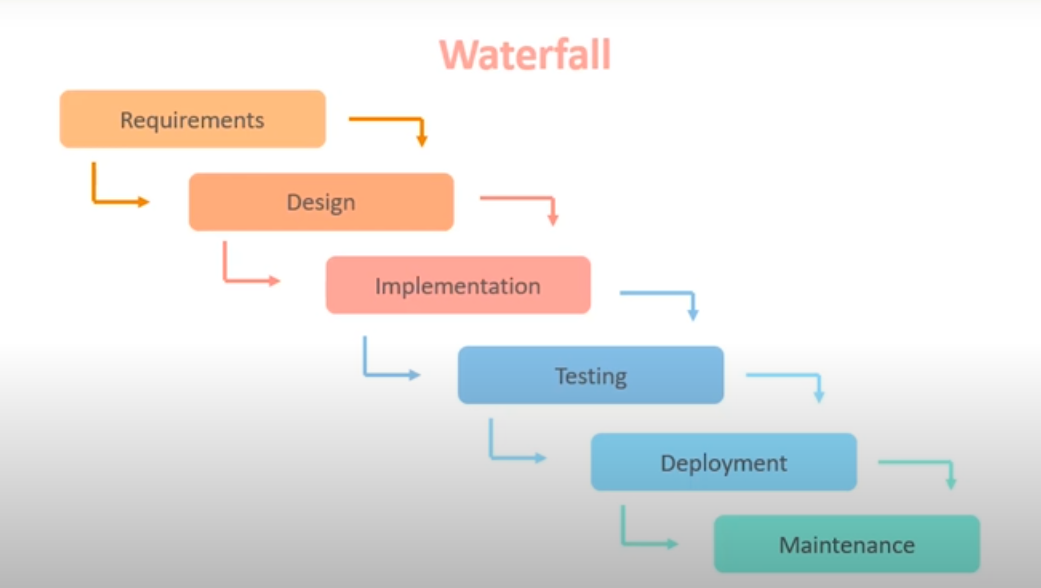 Waterfall
Requirements
Design
Implementation
Testing
Deployment
Maintenance